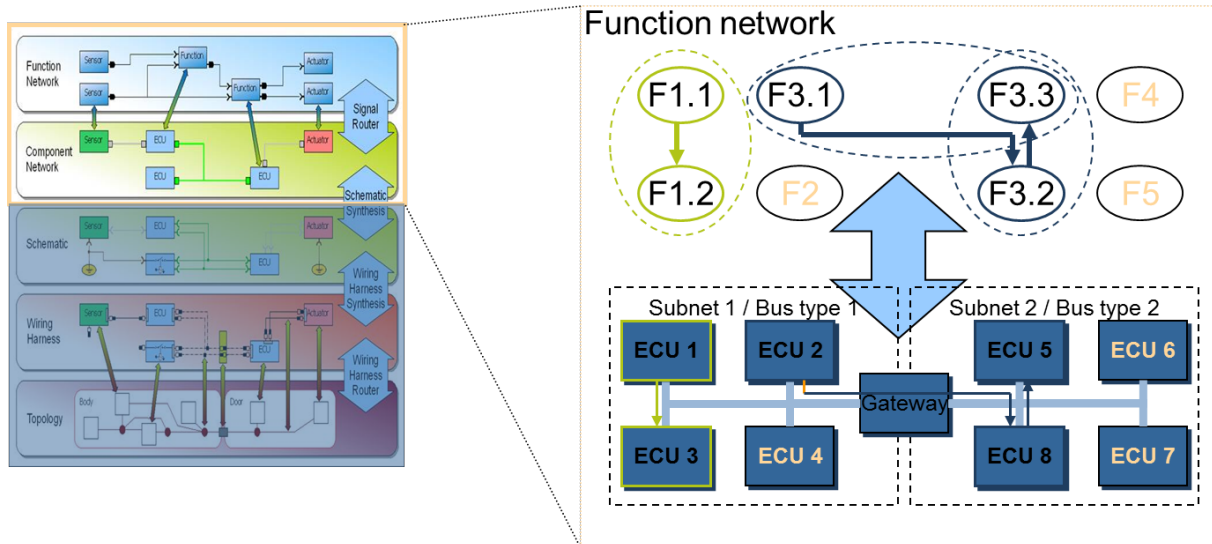 Function
Network
Sensor
Sensor
Function
Function
Actuator
Actuator
Signal
Router
Component
Network
Sensor
ECU
ECU
ECU
Actuator
Schematic
Synthesis
Schematic
Sensor
ECU
ECU
Actuator
Wiring
Harness
Synthesis
Wiring
Harness
Sensor
ECU
ECU
Actuator
Wiring
Harness
Router
Topology
Body
Door
Function network
F1.1
F3.1
F3.3
F4
F1.2
F2
F3.2
F5
Subnet 1 / Bus type 1
Subnet 2 / Bus type 2
ECU 1
ECU 2
ECU 5
ECU 6
Gateway
ECU 3
ECU 4
ECU 8
ECU 7